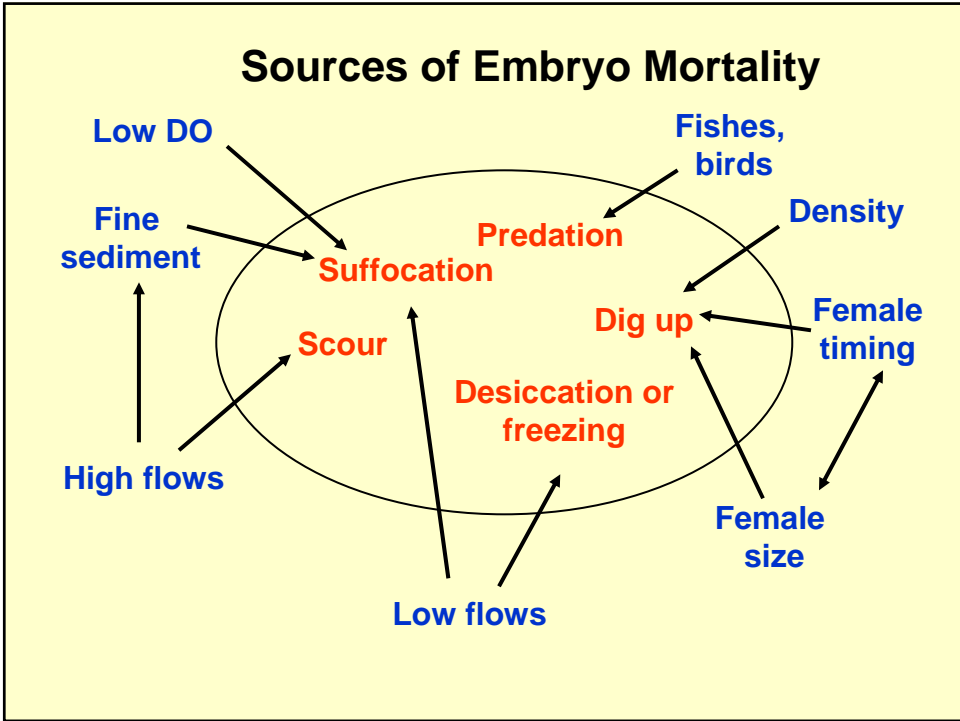 Sources of Embryo Mortality
Low DO
Fishes,
birds
Fine
sediment
Density
Predation
Suffocation
Dig up
Female
timing
Scour
Desiccation or
freezing
High flows
Female
size
Low flows